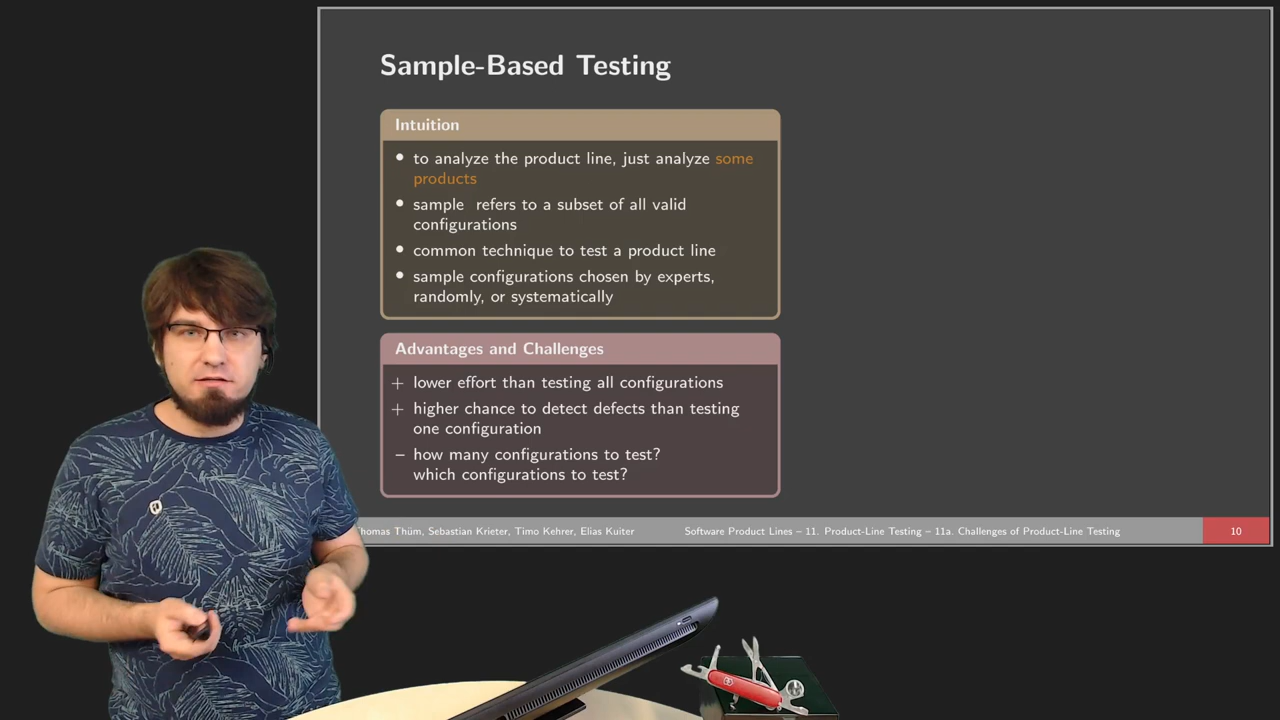 Sample-Based Testing
Intuition
• to analyze the product line, just analyze some
products
• sample refers to a subset of all valid
configurations
• common technique to test a product line
• sample configurations chosen by experts,
randomly, or systematically
Advantages and Challenges
+ lower effort than testing all configurations
+ higher chance to detect defects than testing
one configuration
− how many configurations to test?
which configurations to test?
Thomas Thüm, Sebastian Krieter, Timo Kehrer, Elias Kuiter
Software Product Lines – 11. Product-Line Testing – 11a. Challenges of Product-Line Testing
10